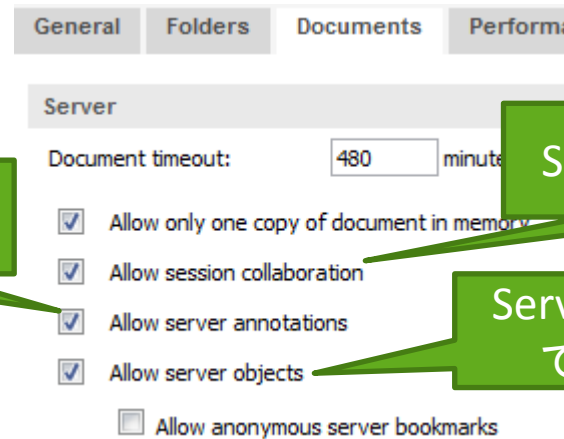 General Folders Documents
Server
Document timeout: 480
Allow only one copy of document in memory
Allow session collaboration
Allow server annotations
Allow server objects
Allow anonymous server bookmarks